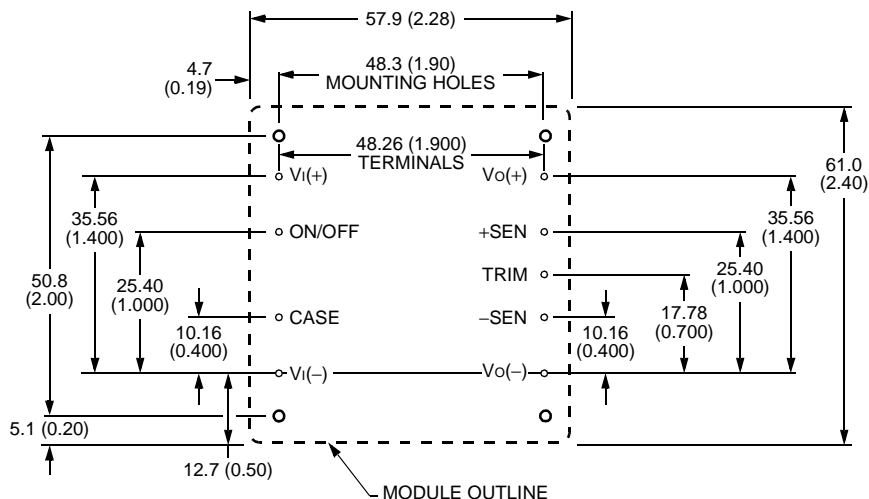 57.9 (2.28)
4.7
(0.19)
48.3 (1.90)
MOUNTING HOLES
48.26 (1.900)
TERMINALS
VI(+)
VO(+)
61.0
(2.40)
35.56
(1.400)
35.56
(1.400)
ON/OFF
+SEN
50.8
(2.00)
25.40
(1.000)
TRIM
25.40
(1.000)
17.78
(0.700)
CASE
–SEN
10.16
(0.400)
10.16
(0.400)
VI(–)
VO(–)
5.1 (0.20)
12.7 (0.50)
MODULE OUTLINE